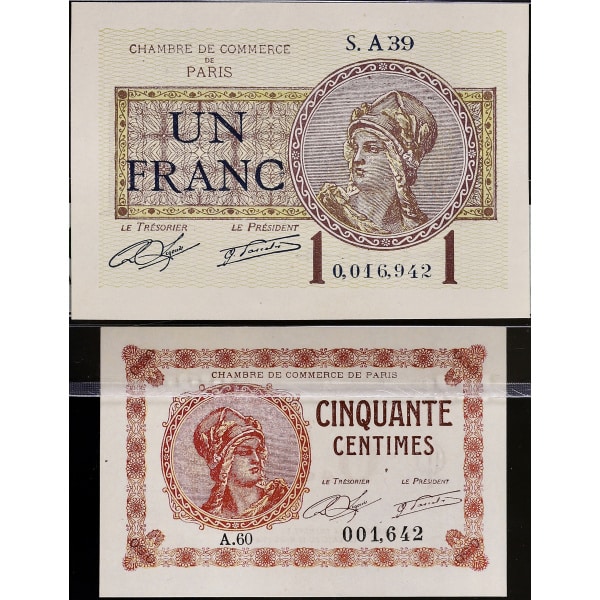 CHAMBRE DE COMMERCE
DE
PARIS
S. A 39
UN
FRANC
LE TRÉSORIER
LE PRÉSIDENT
1 0,016,942 1
CHAMBRE DE COMMERCE DE PARIS
CINQUANTE
CENTIMES
LE TRÉSORIER
LE PRÉSIDENT
A.60
001,642